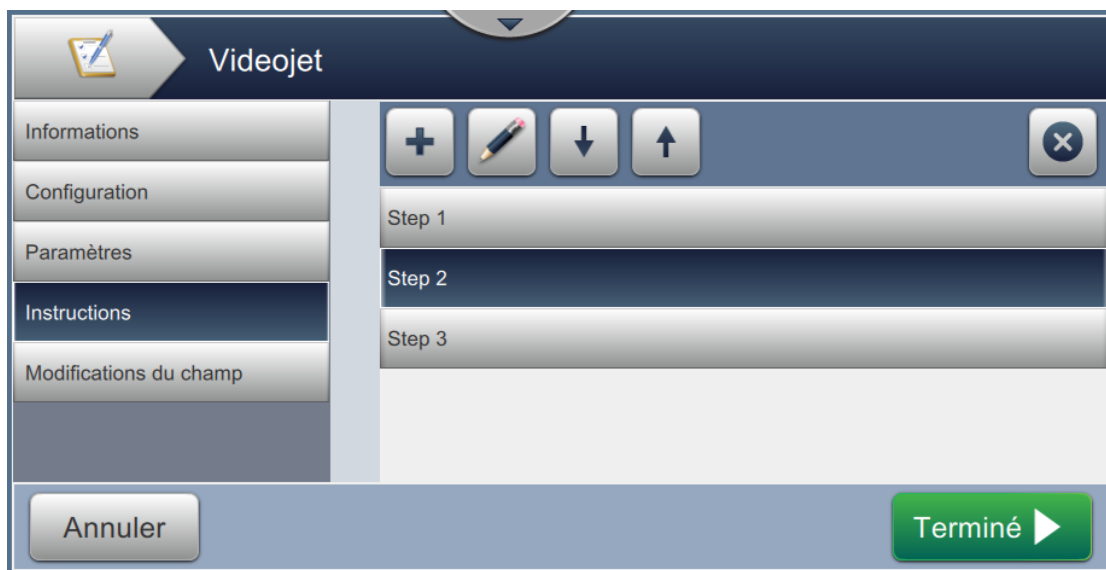 Videojet
Informations
Configuration
Paramètres
Instructions
Modifications du champ
Step 1
Step 2
Step 3
Annuler
Terminé